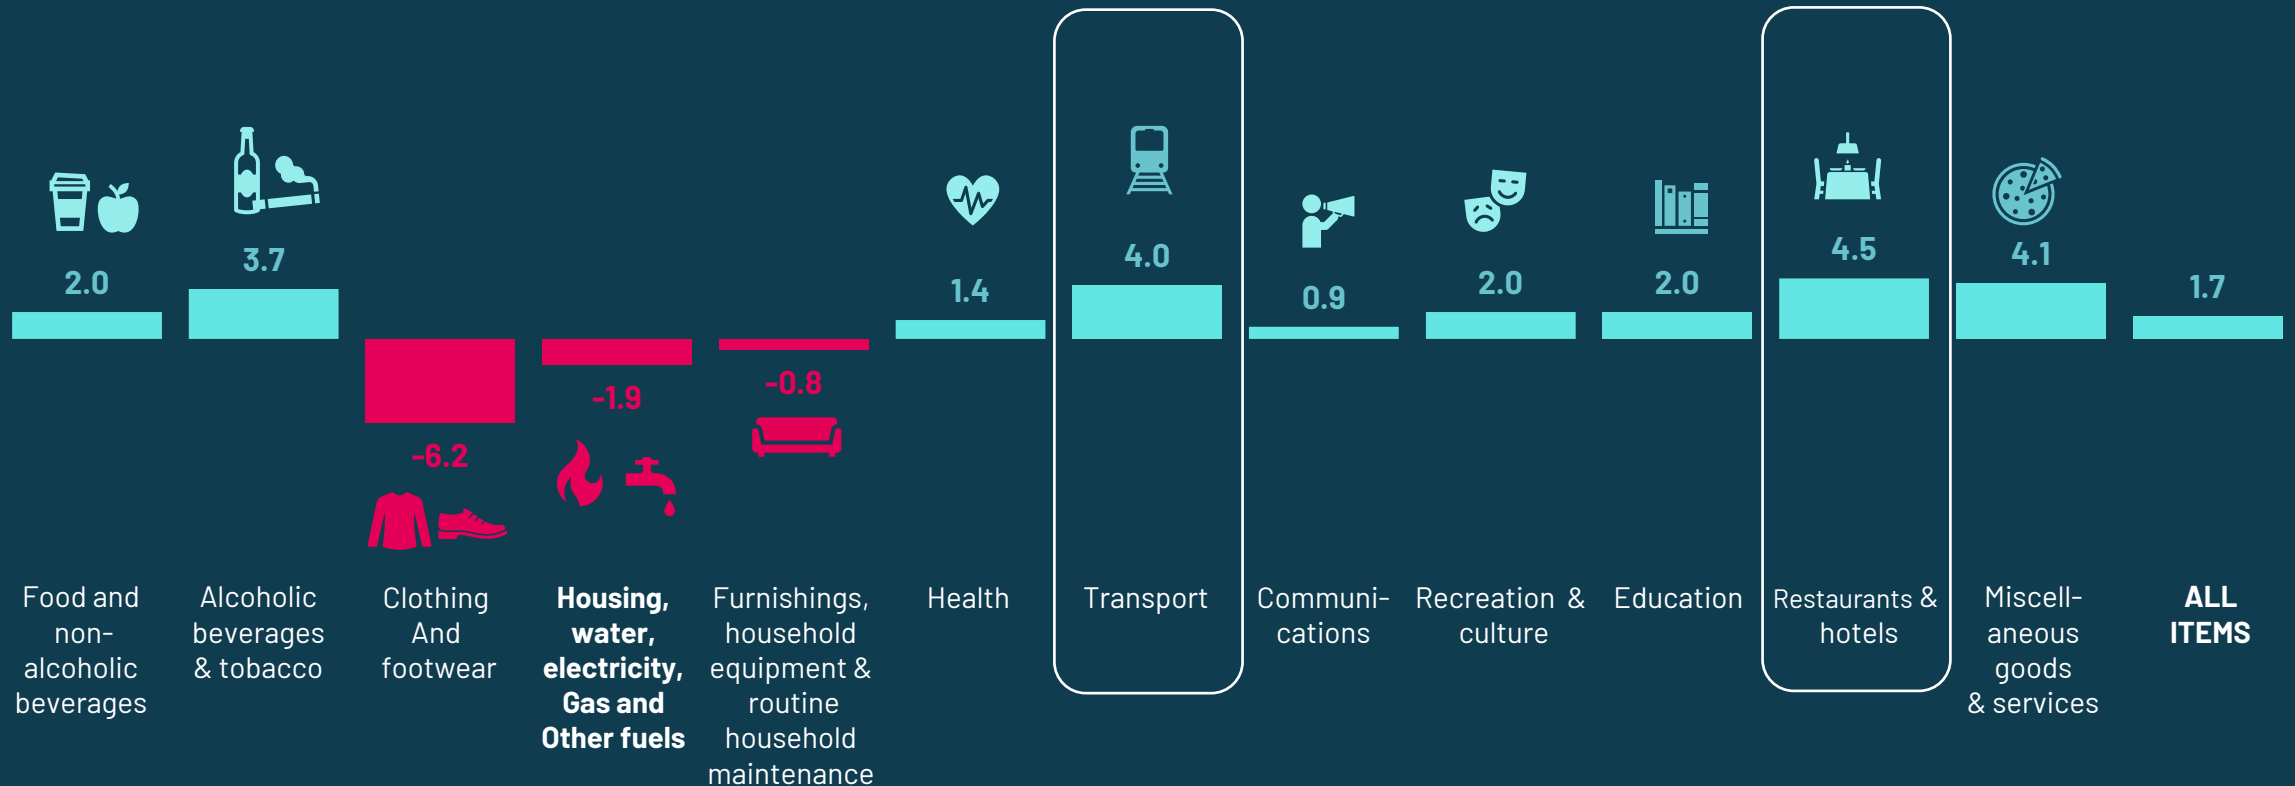 2.0
3.7
-6.2
-1.9
-0.8
1.4
4.0
0.9
2.0
2.0
4.5
4.1
1.7
Food and
non-
alcoholic
beverages
Alcoholic
beverages
& tobacco
Clothing
And
footwear
Housing,
water,
electricity,
Gas and
Other fuels
Furnishings,
household
equipment &
routine
household
maintenance
Health
Transport
Communi-
cations
Recreation &
culture
Education
Restaurants &
hotels
Miscell-
aneous
goods
& services
ALL
ITEMS